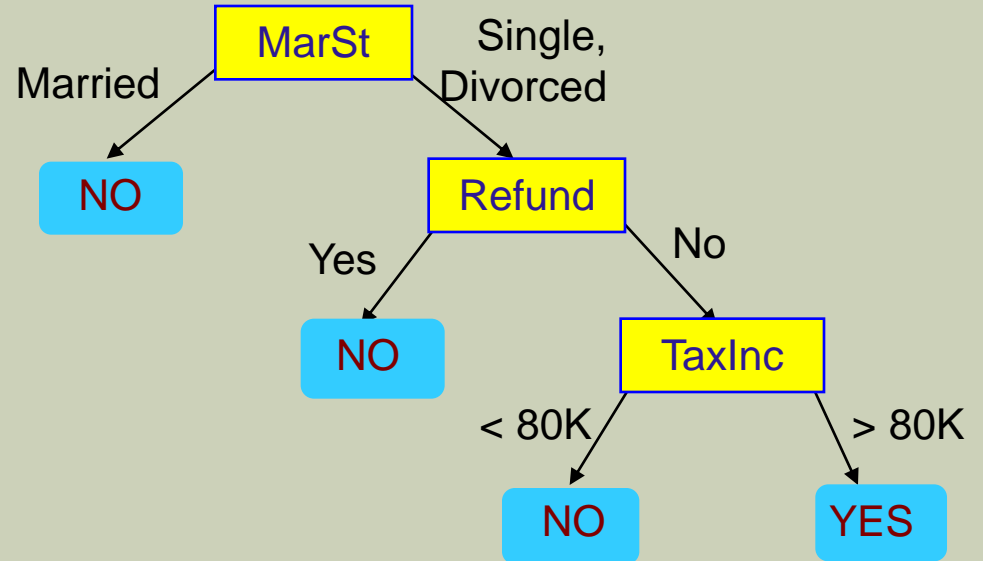 MarSt
Single,
Married
Divorced
NO
Refund
Yes
No
NO
TaxInc
< 80K
> 80K
NO
YES